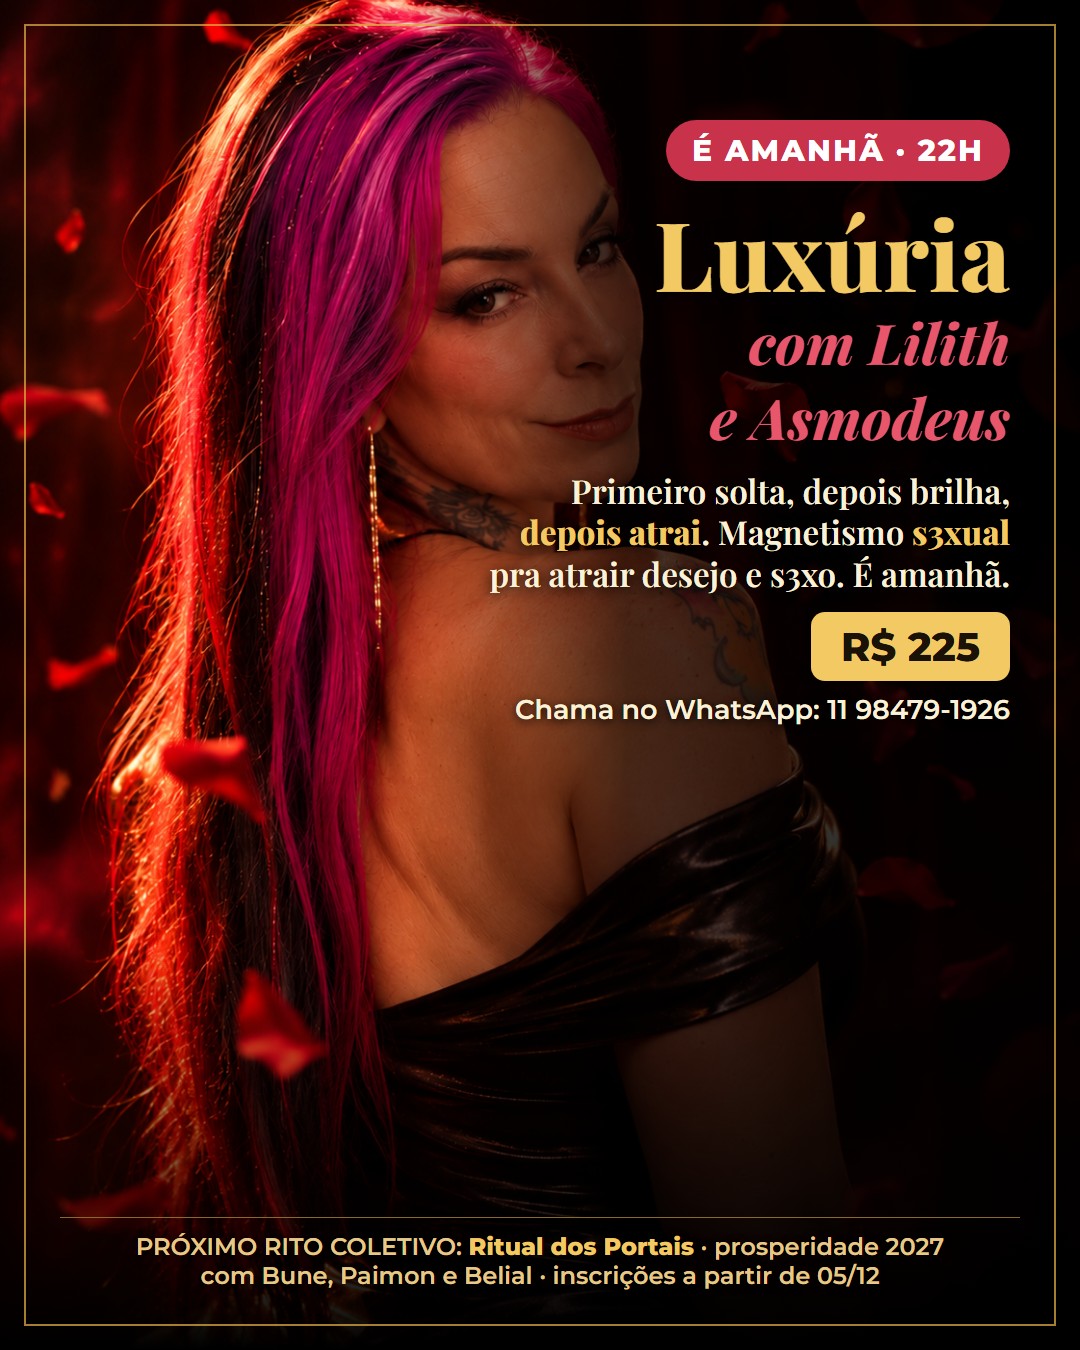 É AMANHÃ · 22H
Luxúria
com Lilith
e Asmodeus
Primeiro solta, depois brilha,
depois atrai. Magnetismo s3xual
pra atrair desejo e s3xo. É amanhã.
R$ 225
Chama no WhatsApp: 11 98479-1926
PRÓXIMO RITO COLETIVO: Ritual dos Portais · prosperidade 2027
com Bune, Paimon e Belial · inscrições a partir de 05/12